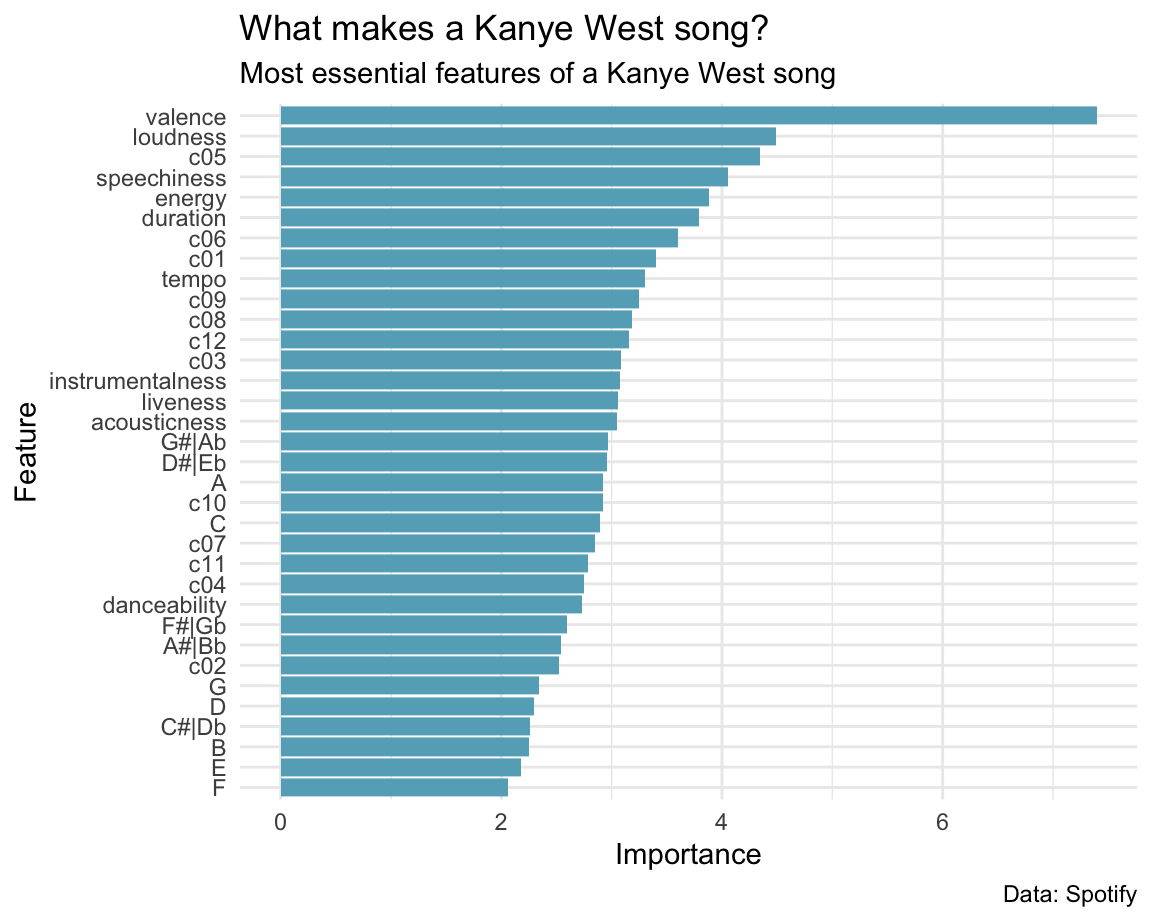 What makes a Kanye West song?
Most essential features of a Kanye West song
valence
loudness
c05
speechiness
energy
duration
c06
c01
tempo
c09
c08
c12
c03
instrumentalness
liveness
acousticness
G#|Ab
D#|Eb
A
c10
C
c07
c11
c04
danceability
F#|Gb
A#|Bb
c02
G
D
C#|Db
B
E
F
Feature
0 2 4 6
Importance
Data: Spotify